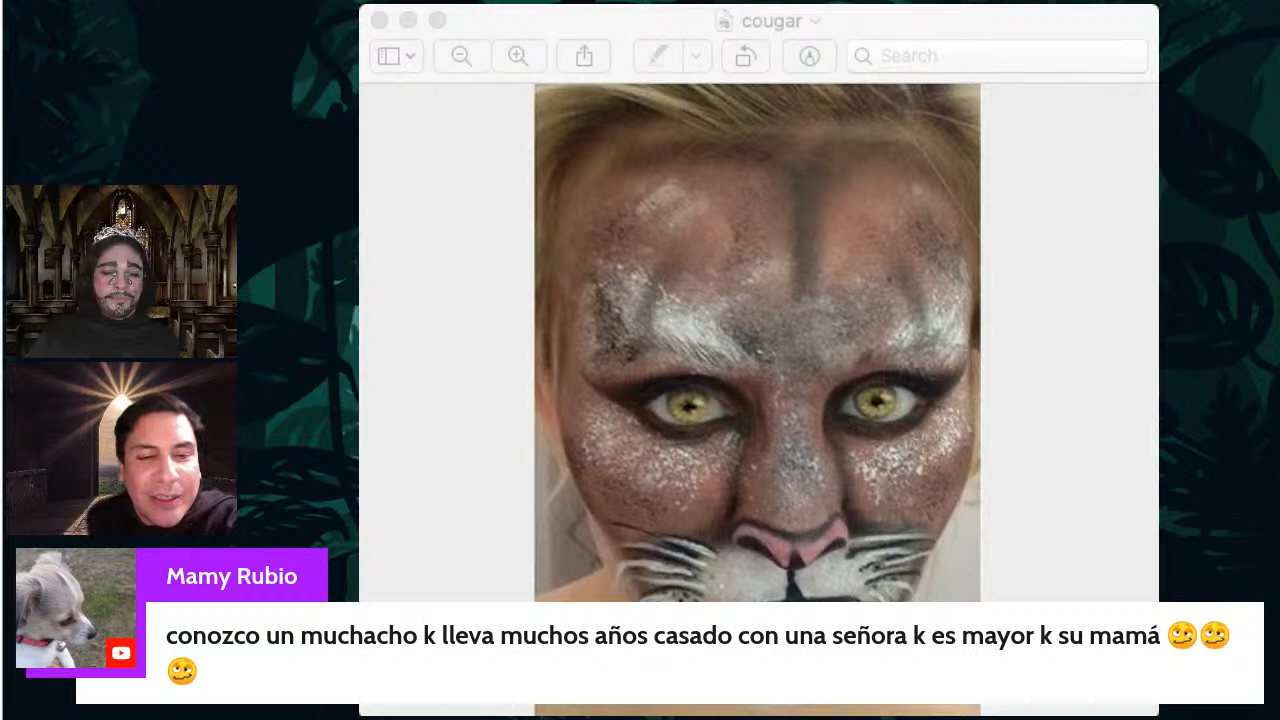 cougar
Search
Mamy Rubio
conozco un muchacho k lleva muchos años casado con una señora k es mayor k su mamá 🥴🥴
🥴